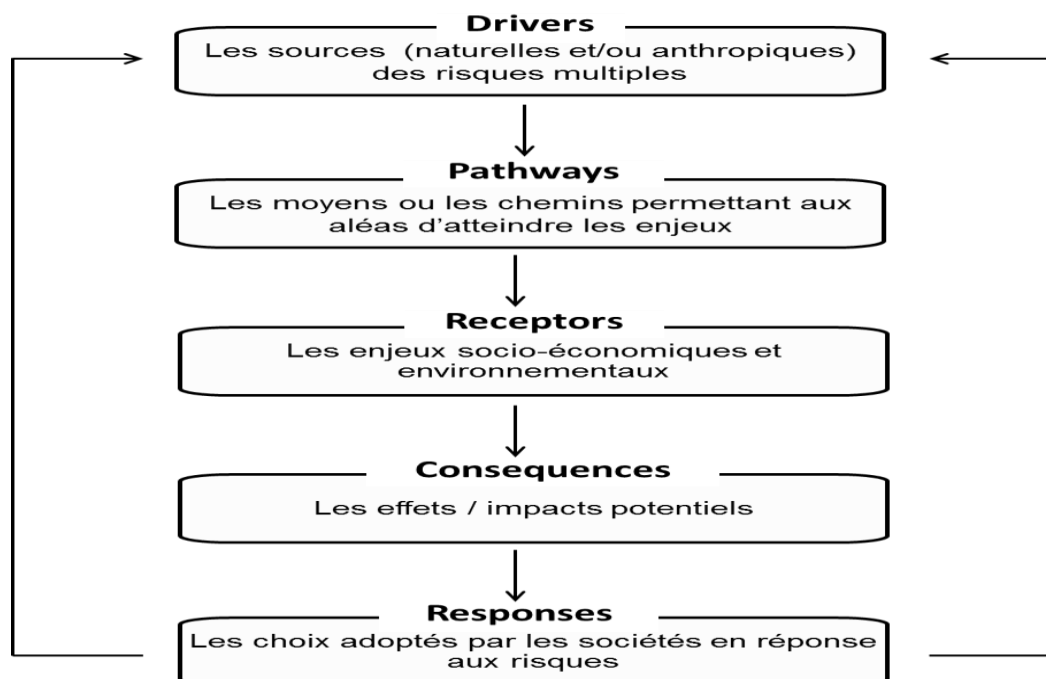 Drivers
Les sources (naturelles et/ou anthropiques)
des risques multiples
Pathways
Les moyens ou les chemins permettant aux
aléas d’atteindre les enjeux
Receptors
Les enjeux socio-économiques et
environnementaux
Consequences
Les effets / impacts potentiels
Responses
Les choix adoptés par les sociétés en réponse
aux risques